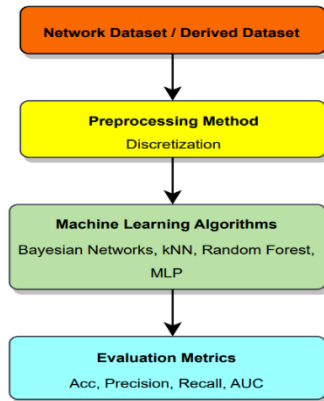 Network Dataset / Derived Dataset
Preprocessing Method
Discretization
Machine Learning Algorithms
Bayesian Networks, kNN, Random Forest,
MLP
Evaluation Metrics
Acc, Precision, Recall, AUC